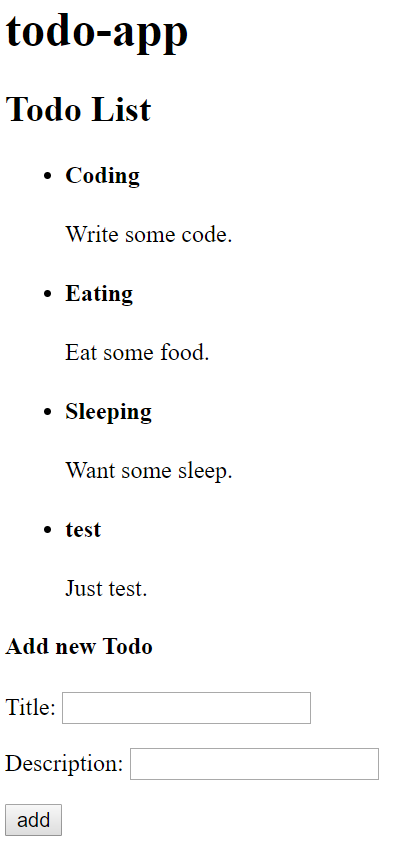 todo-app
Todo List
Coding
Write some code.
Eating
Eat some food.
Sleeping
Want some sleep.
test
Just test.
Add new Todo
Title:
Description:
add